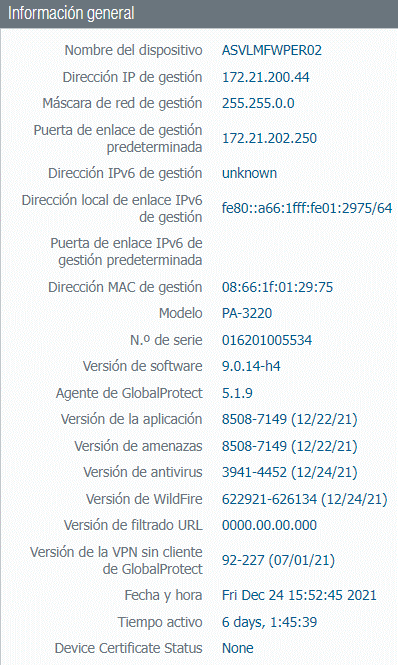 Información general
Nombre del dispositivo ASVLMFWPER02
Dirección IP de gestión 172.21.200.44
Máscara de red de gestión 255.255.0.0
Puerta de enlace de gestión
predeterminada 172.21.202.250
Dirección IPv6 de gestión unknown
Dirección local de enlace IPv6
de gestión fe80::a66:1fff:fe01:2975/64
Puerta de enlace IPv6 de
gestión predeterminada
Dirección MAC de gestión 08:66:1f:01:29:75
Modelo PA-3220
N.º de serie 016201005534
Versión de software 9.0.14-h4
Agente de GlobalProtect 5.1.9
Versión de la aplicación 8508-7149 (12/22/21)
Versión de amenazas 8508-7149 (12/22/21)
Versión de antivirus 3941-4452 (12/24/21)
Versión de WildFire 622921-626134 (12/24/21)
Versión de filtrado URL 0000.00.00.000
Versión de la VPN sin cliente
de GlobalProtect 92-227 (07/01/21)
Fecha y hora Fri Dec 24 15:52:45 2021
Tiempo activo 6 days, 1:45:39
Device Certificate Status None